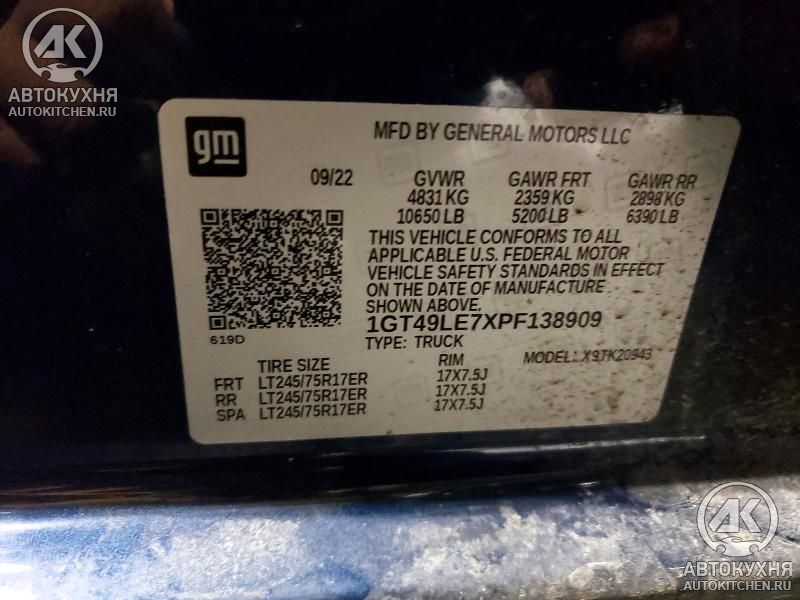 AK
АВТОКУХНЯ
AUTOKITCHEN.RU
gm
MFD BY GENERAL MOTORS LLC
09/22 GVWR GAWR FRT GAWR RR
4831 KG 2359 KG 2898 KG
10650 LB 5200 LB 6390 LB
THIS VEHICLE CONFORMS TO ALL
APPLICABLE U.S. FEDERAL MOTOR
VEHICLE SAFETY STANDARDS IN EFFECT
ON THE DATE OF MANUFACTURE
SHOWN ABOVE.
1GT49LE7XPF138909
619D
TYPE: TRUCK MODEL: X9TK20943
TIRE SIZE RIM
FRT LT245/75R17ER 17X7.5J
RR LT245/75R17ER 17X7.5J
SPA LT245/75R17ER 17X7.5J
AK
АВТОКУХНЯ
AUTOKITCHEN.RU